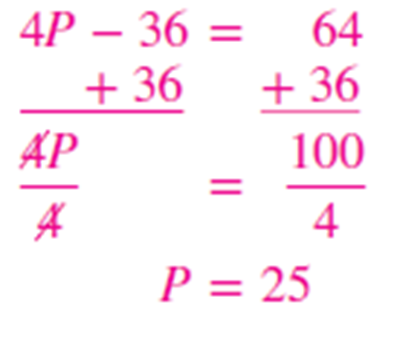 4P − 36 = 64
+ 36 + 36
4P/4 = 100/4
P = 25